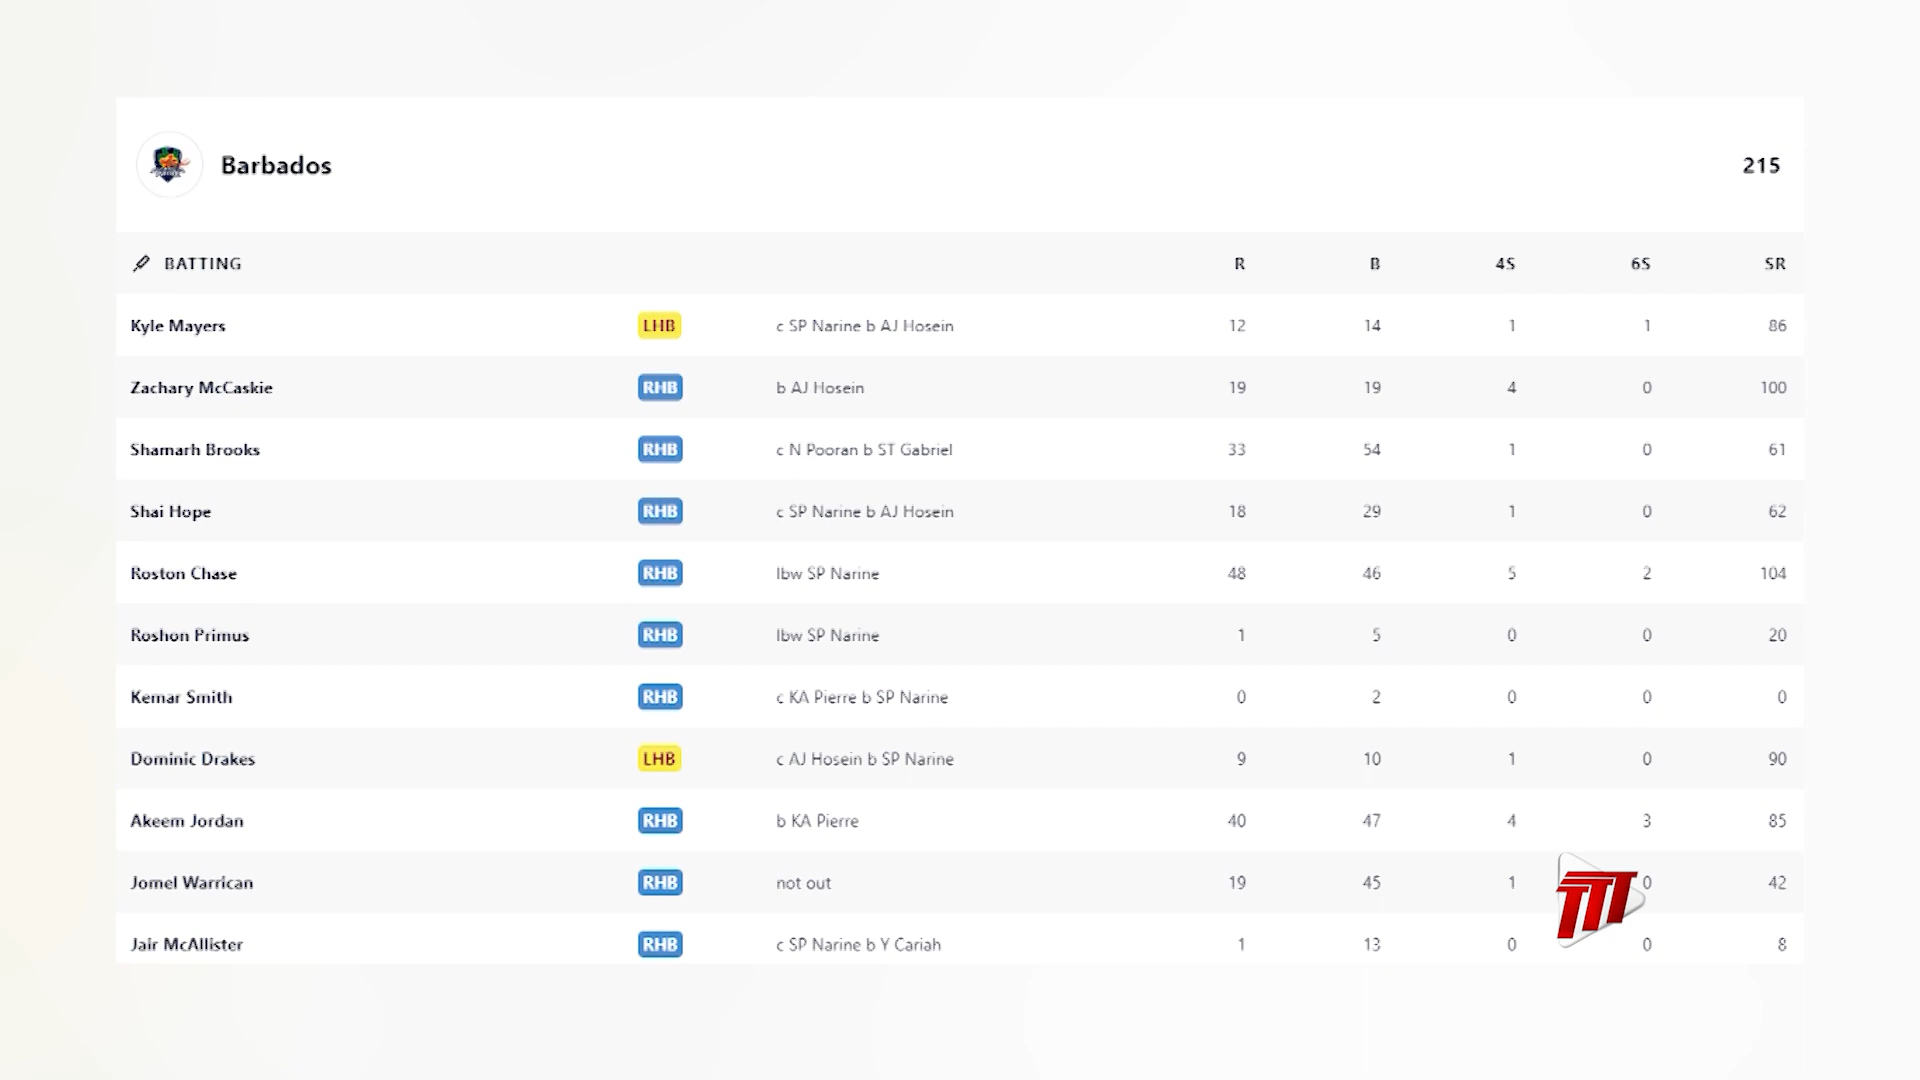 Barbados 215
BATTING R B 4S 6S SR
Kyle Mayers LHB c SP Narine b AJ Hosein 12 14 1 1 86
Zachary McCaskie RHB b AJ Hosein 19 19 4 0 100
Shamarh Brooks RHB c N Pooran b ST Gabriel 33 54 1 0 61
Shai Hope RHB c SP Narine b AJ Hosein 18 29 1 0 62
Roston Chase RHB lbw SP Narine 48 46 5 2 104
Roshon Primus RHB lbw SP Narine 1 5 0 0 20
Kemar Smith RHB c KA Pierre b SP Narine 0 2 0 0 0
Dominic Drakes LHB c AJ Hosein b SP Narine 9 10 1 0 90
Akeem Jordan RHB b KA Pierre 40 47 4 3 85
Jomel Warrican RHB not out 19 45 1 0 42
TTT
Jair McAllister RHB c SP Narine b Y Cariah 1 13 0 0 8